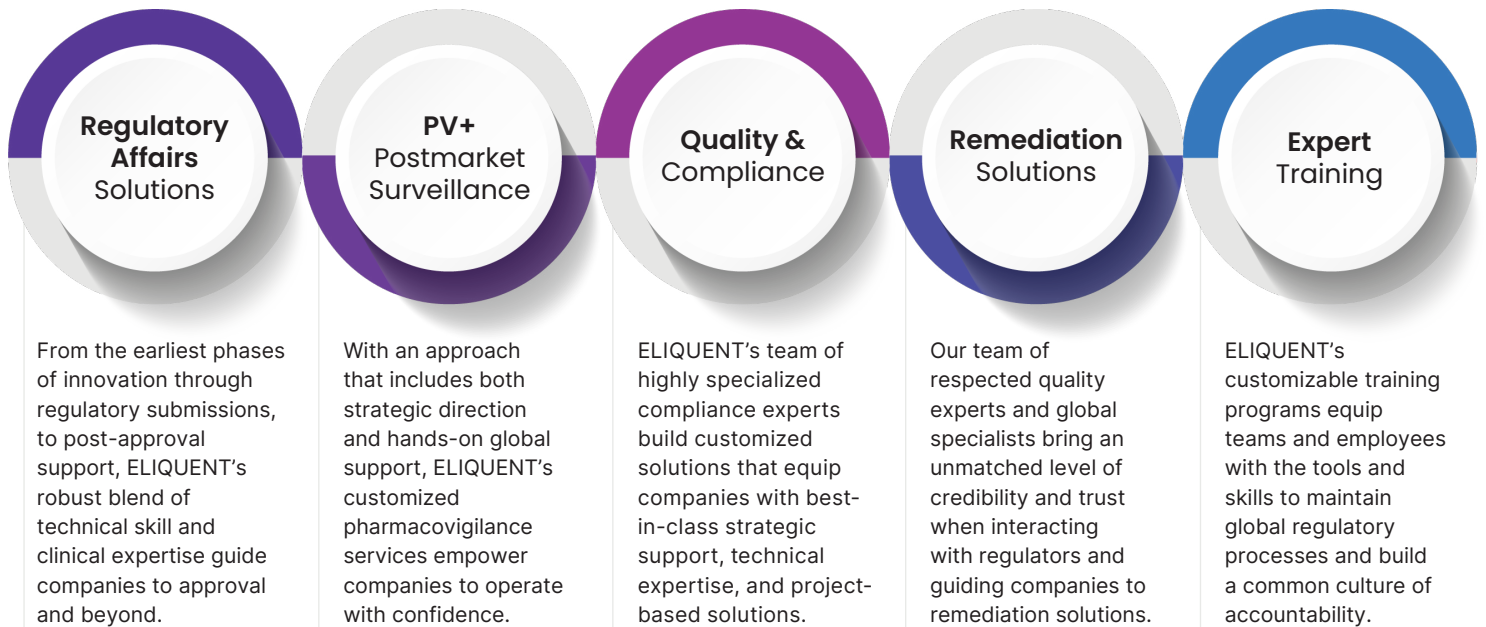 Regulatory
Affairs
Solutions
From the earliest phases
of innovation through
regulatory submissions,
to post-approval
support, ELIQUENT’s
robust blend of
technical skill and
clinical expertise guide
companies to approval
and beyond.
PV+
Postmarket
Surveillance
With an approach
that includes both
strategic direction
and hands-on global
support, ELIQUENT’s
customized
pharmacovigilance
services empower
companies to operate
with confidence.
Quality &
Compliance
ELIQUENT’s team of
highly specialized
compliance experts
build customized
solutions that equip
companies with best-
in-class strategic
support, technical
expertise, and project-
based solutions.
Remediation
Solutions
Our team of
respected quality
experts and global
specialists bring an
unmatched level of
credibility and trust
when interacting
with regulators and
guiding companies to
remediation solutions.
Expert
Training
ELIQUENT’s
customizable training
programs equip
teams and employees
with the tools and
skills to maintain
global regulatory
processes and build
a common culture of
accountability.